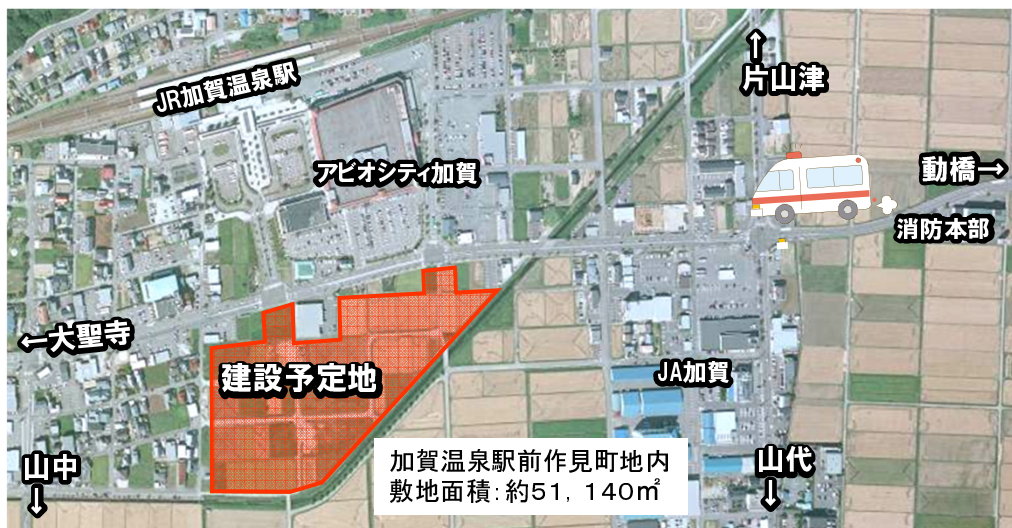 JR加賀温泉駅
↑
片山津
アビオシティ加賀
動橋→
消防本部
←大聖寺
建設予定地
JA加賀
山中
↓
加賀温泉駅前作見町地内
敷地面積:約51,140㎡
山代
↓